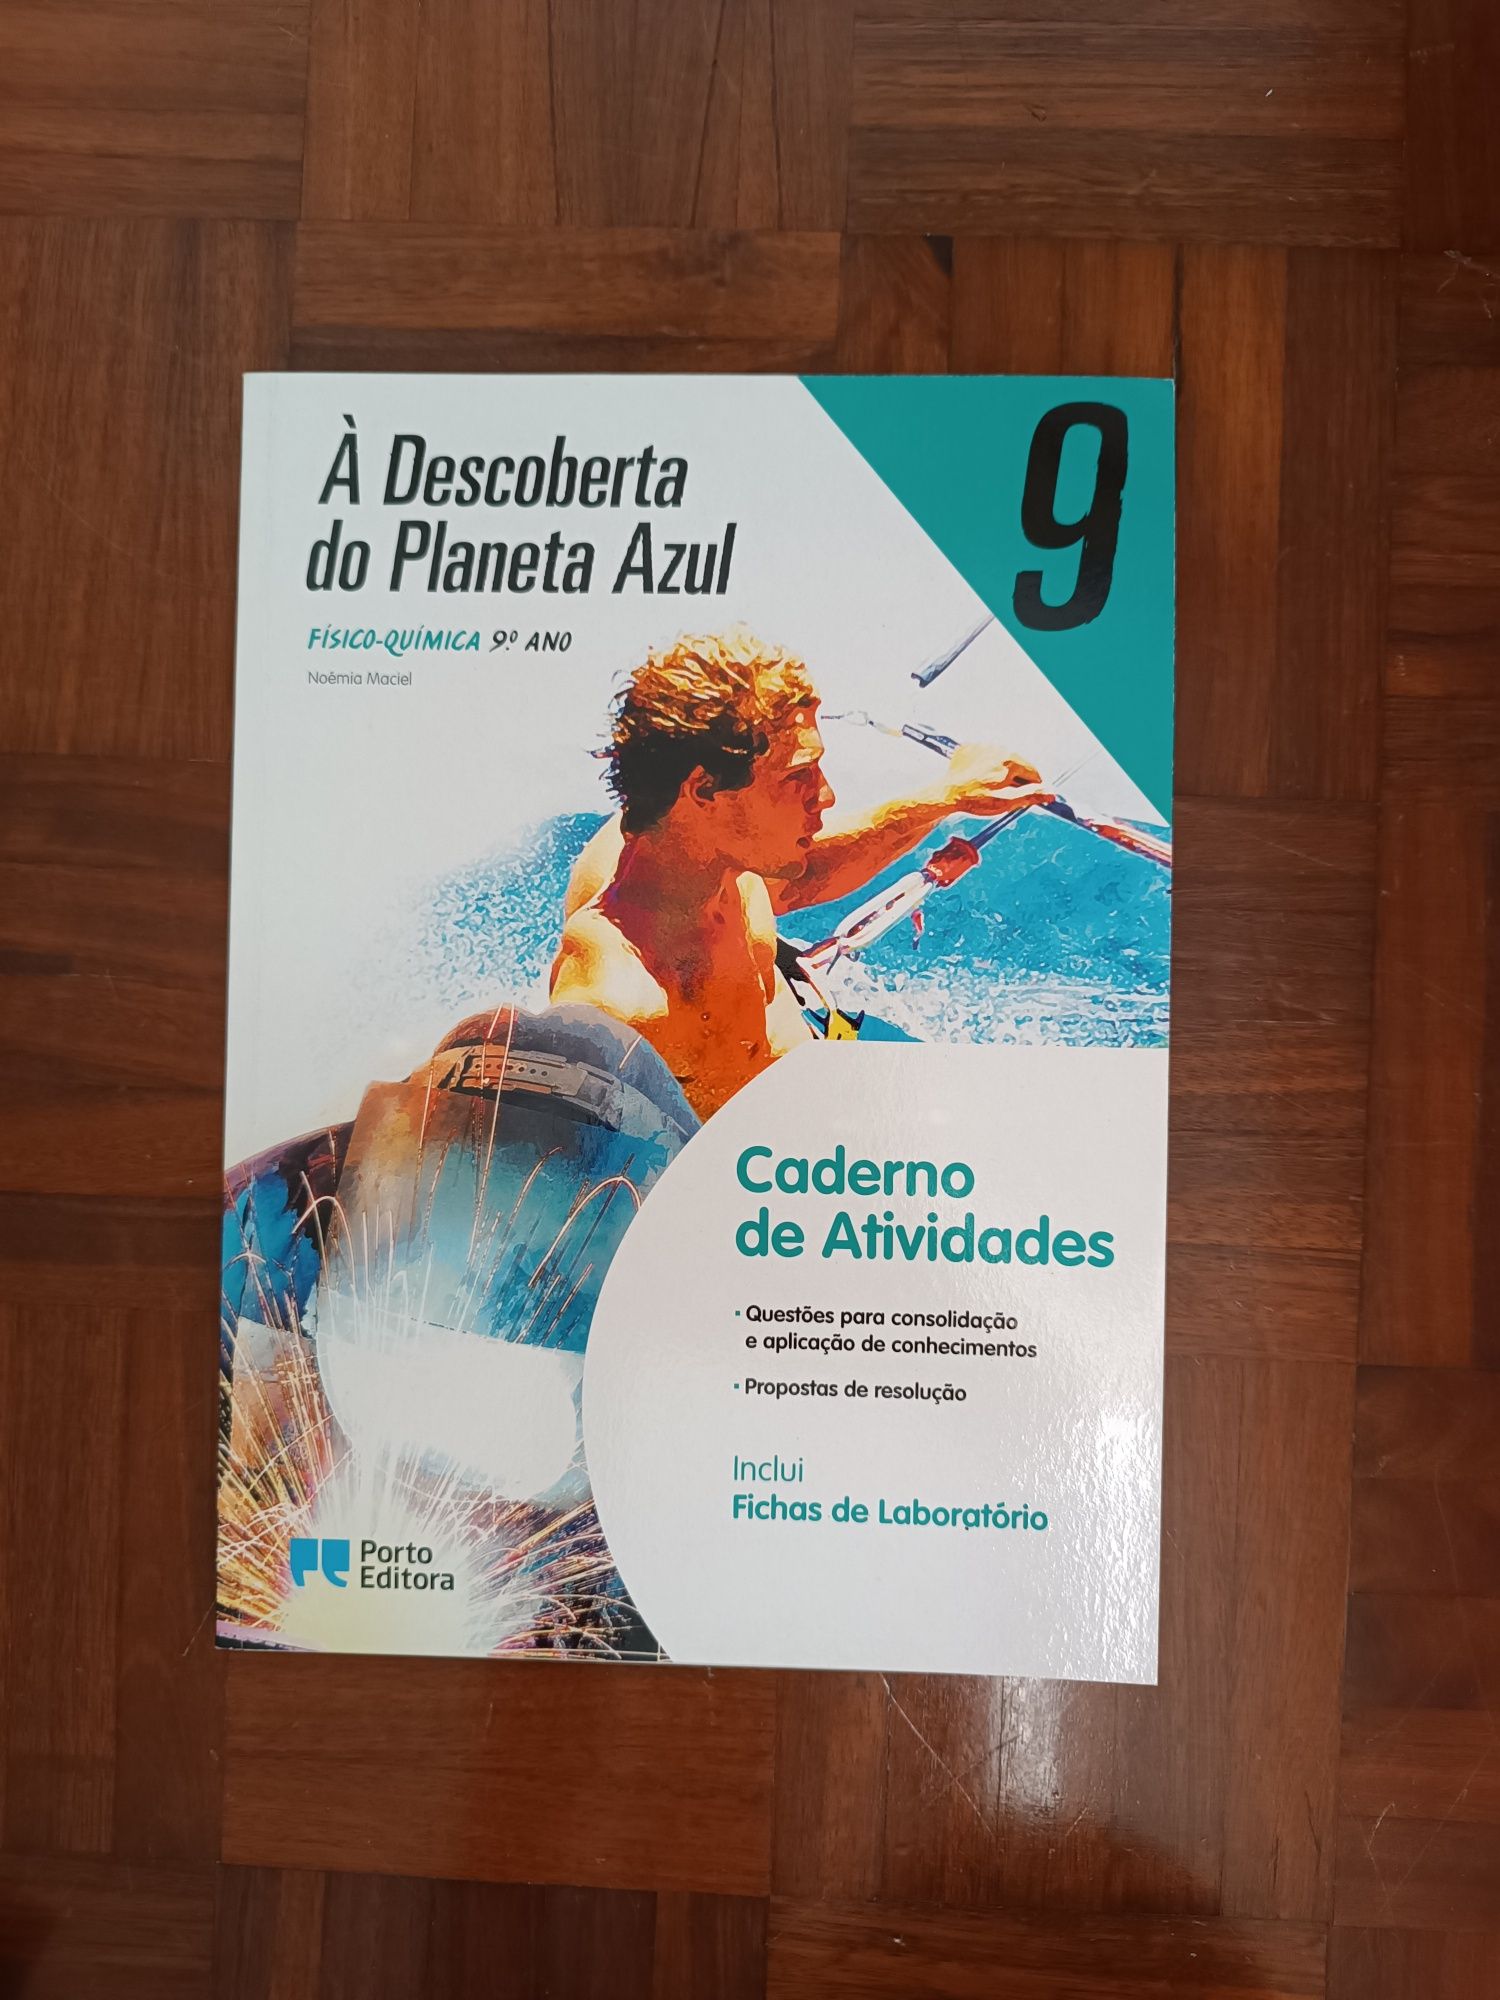 À Descoberta
do Planeta Azul
9
FÍSICO-QUÍMICA 9.º ANO
Noémia Maciel
Caderno
de Atividades
▪ Questões para consolidação
e aplicação de conhecimentos
▪ Propostas de resolução
Inclui
Fichas de Laboratório
Porto
Editora